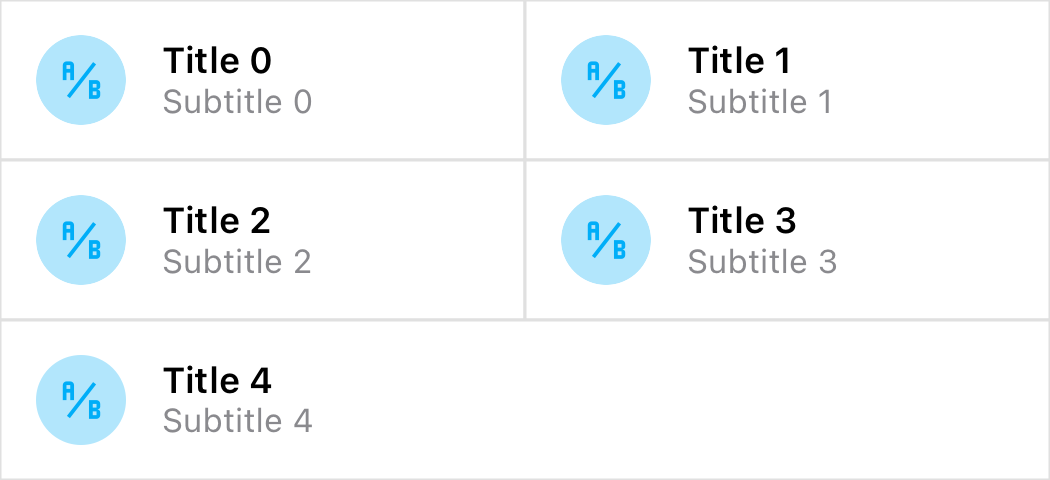 A/B
Title 0
Subtitle 0
A/B
Title 1
Subtitle 1
A/B
Title 2
Subtitle 2
A/B
Title 3
Subtitle 3
A/B
Title 4
Subtitle 4